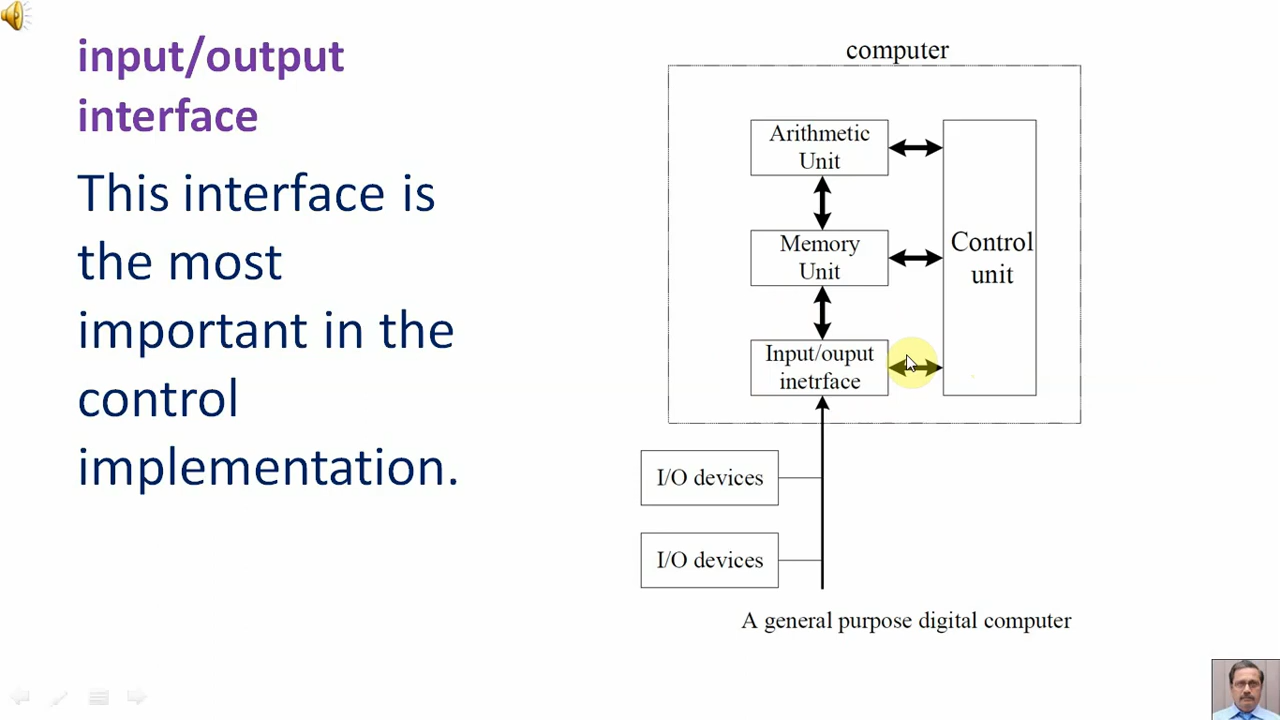 input/output
interface
This interface is
the most
important in the
control
implementation.
computer
Arithmetic
Unit
Memory
Unit
Control
unit
Input/ouput
inetrface
I/O devices
I/O devices
A general purpose digital computer